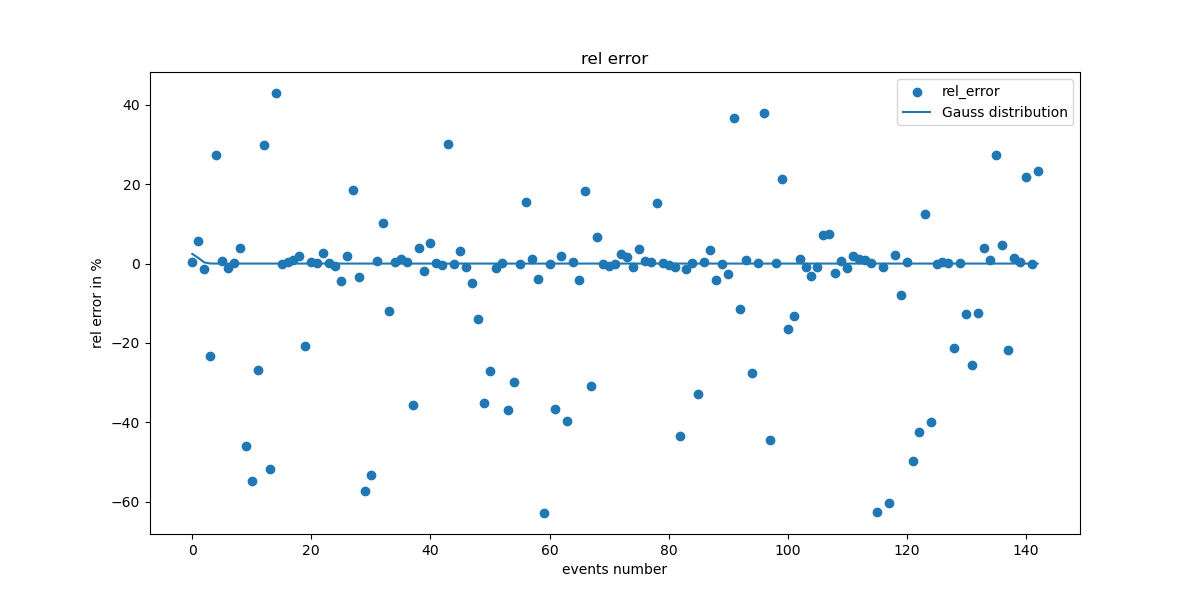 rel error
rel_error
Gauss distribution
rel error in %
40
20
0
−20
−40
−60
0 20 40 60 80 100 120 140
events number